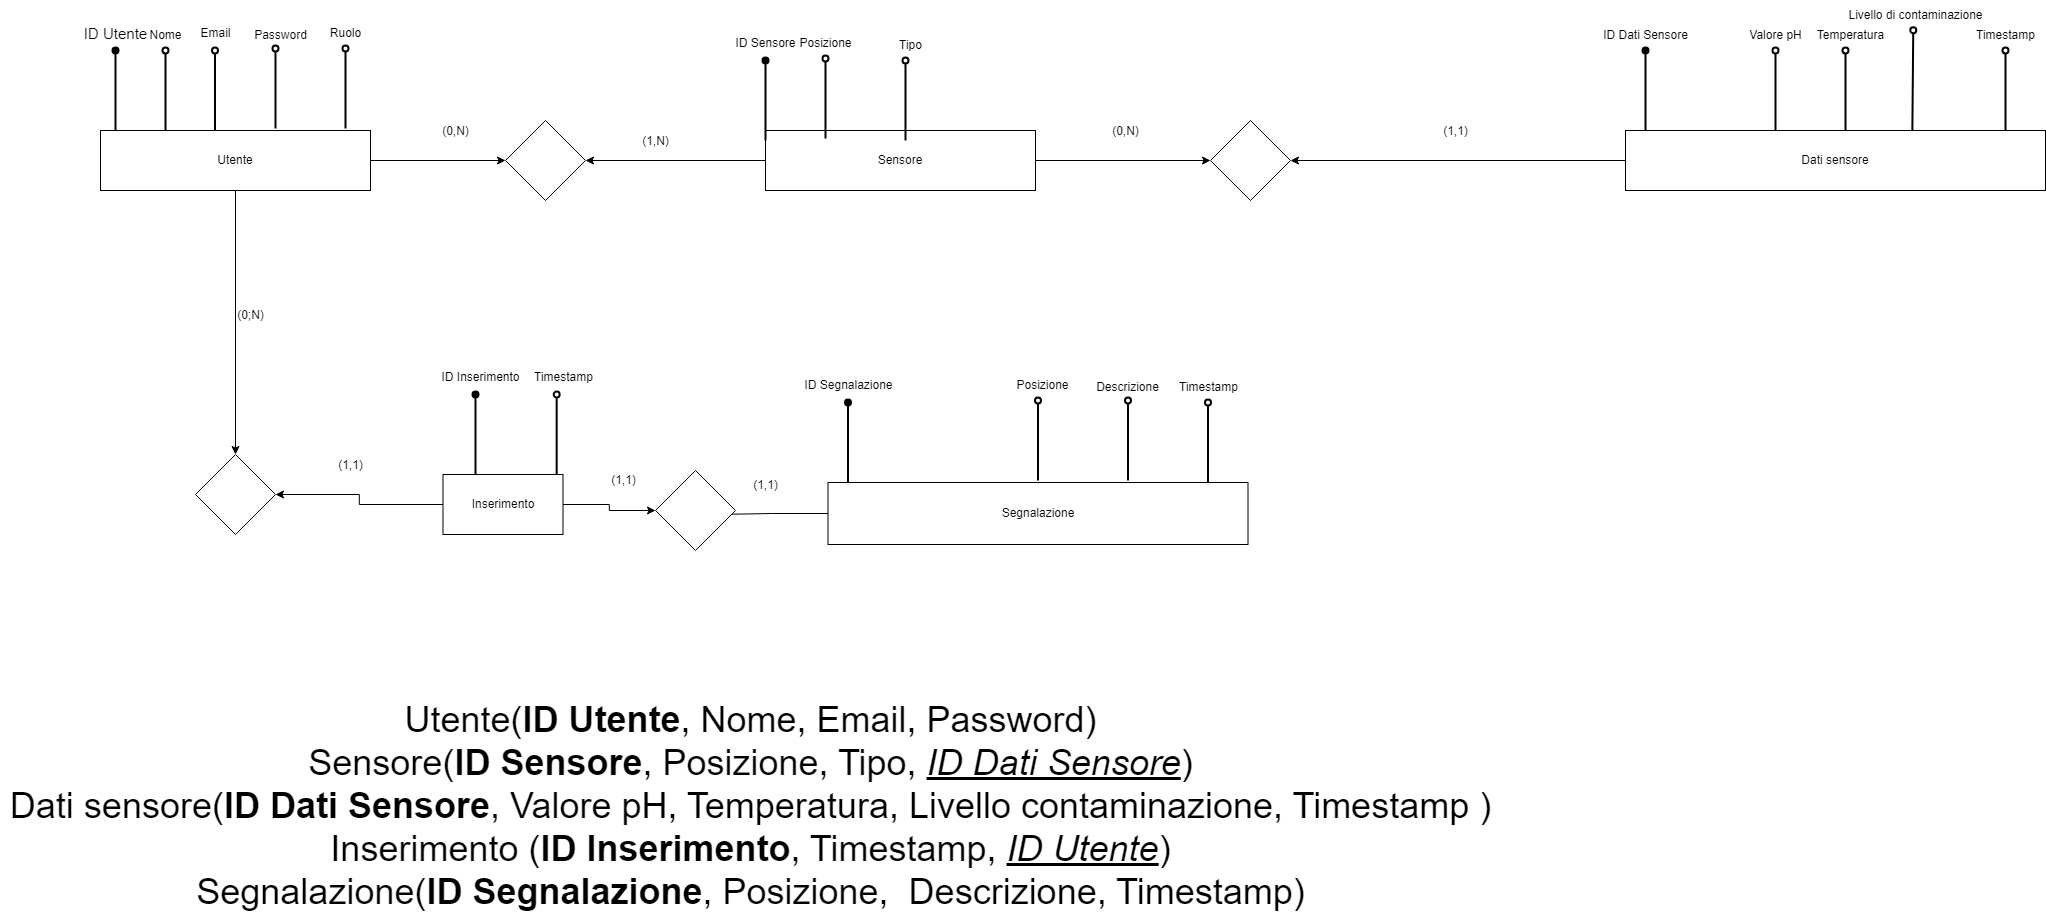 ID Utente Nome Email Password Ruolo
ID Sensore Posizione Tipo
ID Dati Sensore Valore pH Temperatura Livello di contaminazione Timestamp
Utente
(0,N)
(1,N)
Sensore
(0,N)
(1,1)
Dati sensore
(0;N)
ID Inserimento Timestamp
ID Segnalazione Posizione Descrizione Timestamp
(1,1)
Inserimento
(1,1)
(1,1)
Segnalazione
Utente(ID Utente, Nome, Email, Password)
Sensore(ID Sensore, Posizione, Tipo, ID Dati Sensore)
Dati sensore(ID Dati Sensore, Valore pH, Temperatura, Livello contaminazione, Timestamp )
Inserimento (ID Inserimento, Timestamp, ID Utente)
Segnalazione(ID Segnalazione, Posizione,  Descrizione, Timestamp)